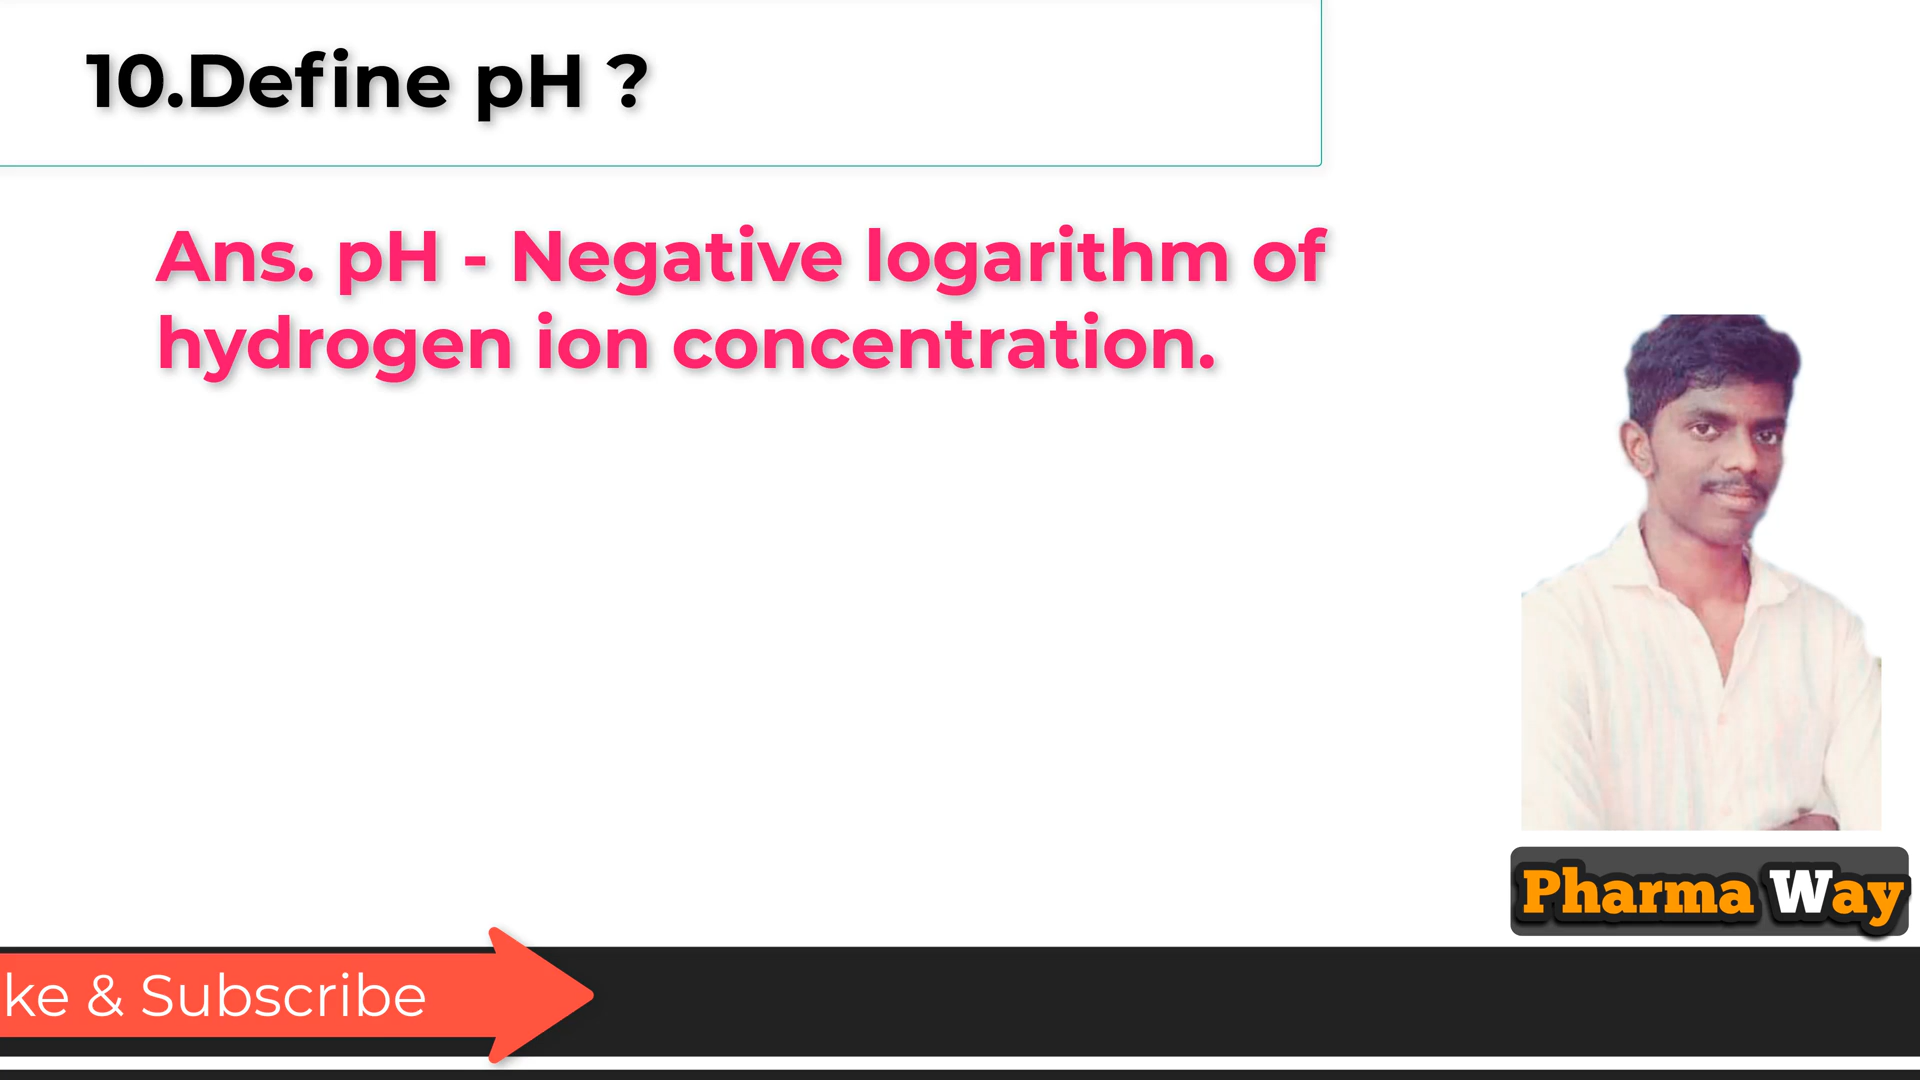 10.Define pH ?
Ans. pH - Negative logarithm of
hydrogen ion concentration.
Pharma Way
ke & Subscribe